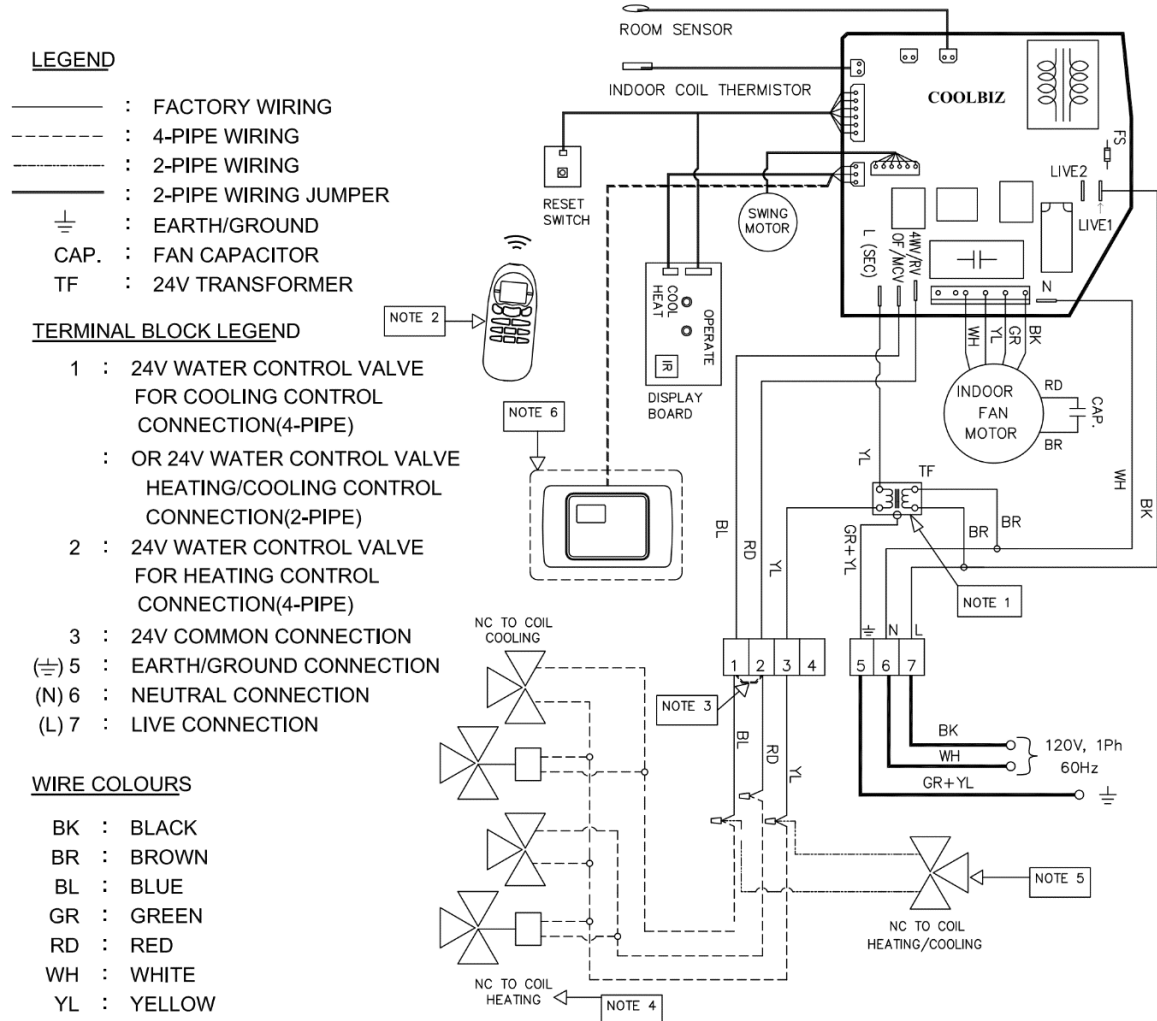 LEGEND
: FACTORY WIRING
: 4-PIPE WIRING
: 2-PIPE WIRING
: 2-PIPE WIRING JUMPER
: EARTH/GROUND
CAP. : FAN CAPACITOR
TF : 24V TRANSFORMER
TERMINAL BLOCK LEGEND
1 : 24V WATER CONTROL VALVE
FOR COOLING CONTROL
CONNECTION(4-PIPE)
: OR 24V WATER CONTROL VALVE
HEATING/COOLING CONTROL
CONNECTION(2-PIPE)
2 : 24V WATER CONTROL VALVE
FOR HEATING CONTROL
CONNECTION(4-PIPE)
3 : 24V COMMON CONNECTION
(⏚) 5 : EARTH/GROUND CONNECTION
(N) 6 : NEUTRAL CONNECTION
(L) 7 : LIVE CONNECTION
WIRE COLOURS
BK : BLACK
BR : BROWN
BL : BLUE
GR : GREEN
RD : RED
WH : WHITE
YL : YELLOW
ROOM SENSOR
INDOOR COIL THERMISTOR
COOLBIZ
FS
LIVE2
LIVE1
RESET
SWITCH
SWING
MOTOR
L (SEC)
OF/MCV
4WV/RV
N
NOTE 2
COOL
HEAT
OPERATE
IR
DISPLAY
BOARD
WH
YL
GR
BK
INDOOR
FAN
MOTOR
RD
BR
CAP.
NOTE 6
YL
TF
WH
BK
BL
RD
YL
GR+YL
BR
BR
NOTE 1
NC TO COIL
COOLING
⏚ N L
1 2 3 4
5 6 7
NOTE 3
BL
RD
YL
BK
WH
GR+YL
120V, 1Ph
60Hz
NOTE 5
NC TO COIL
HEATING/COOLING
NC TO COIL
HEATING
NOTE 4